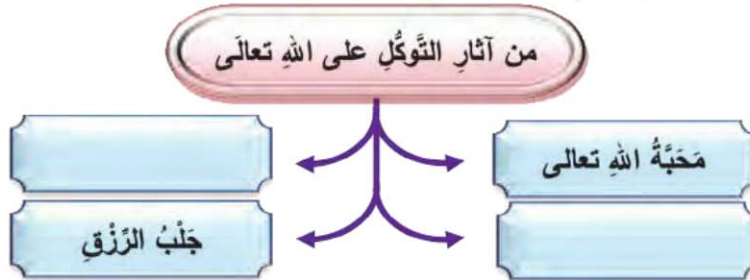 من آثارِ التَّوكُّلِ على اللهِ تعالَى
مَحَبَّةُ اللهِ تعالى
جَلْبُ الرِّزْقِ